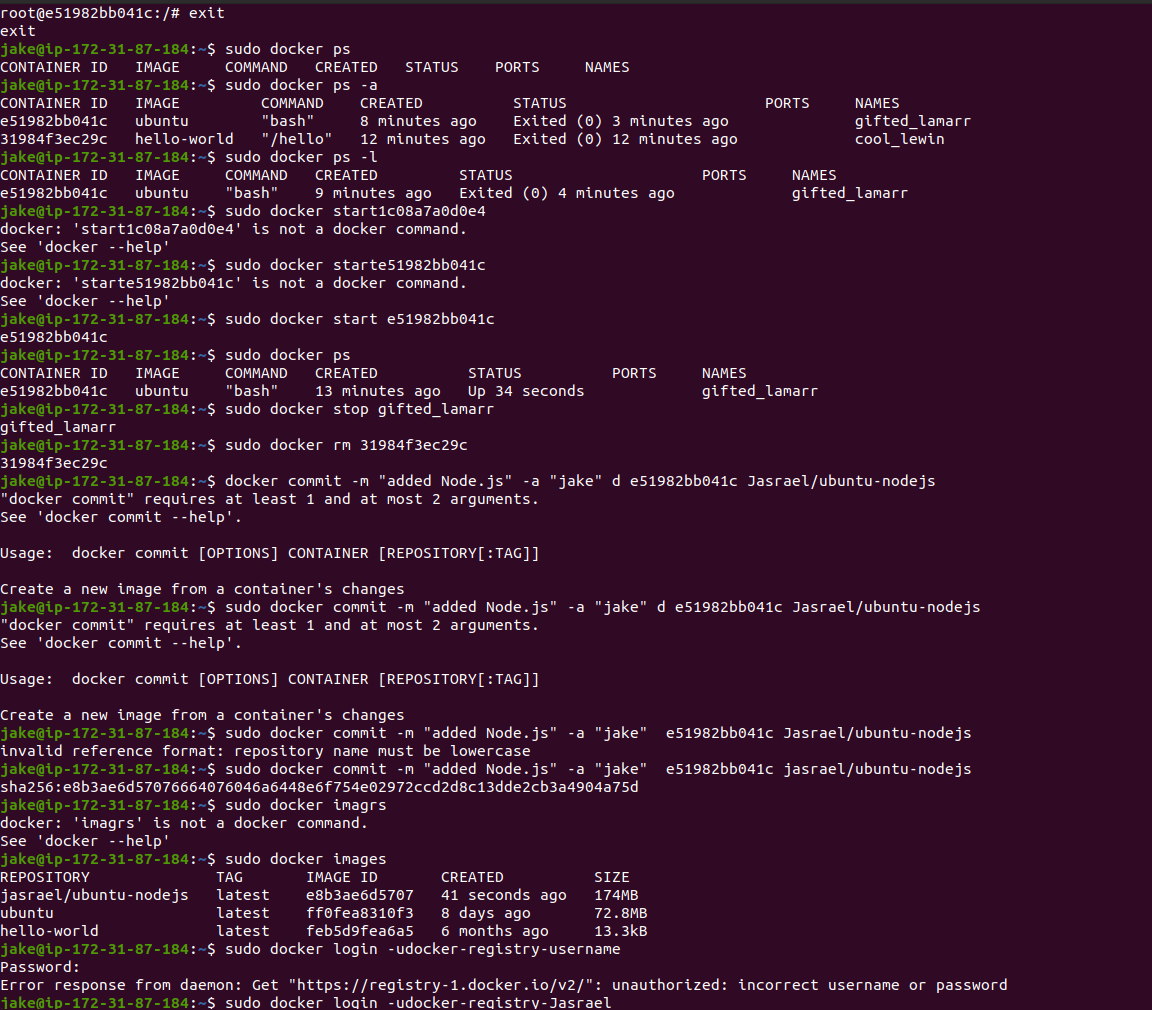 root@e51982bb041c:/# exit
exit
jake@ip-172-31-87-184:~$ sudo docker ps
CONTAINER ID   IMAGE     COMMAND   CREATED   STATUS    PORTS     NAMES
jake@ip-172-31-87-184:~$ sudo docker ps -a
CONTAINER ID   IMAGE         COMMAND    CREATED          STATUS                      PORTS     NAMES
e51982bb041c   ubuntu        "bash"     8 minutes ago    Exited (0) 3 minutes ago              gifted_lamarr
31984f3ec29c   hello-world   "/hello"   12 minutes ago   Exited (0) 12 minutes ago             cool_lewin
jake@ip-172-31-87-184:~$ sudo docker ps -l
CONTAINER ID   IMAGE     COMMAND   CREATED         STATUS                     PORTS     NAMES
e51982bb041c   ubuntu    "bash"    9 minutes ago   Exited (0) 4 minutes ago             gifted_lamarr
jake@ip-172-31-87-184:~$ sudo docker start1c08a7a0d0e4
docker: 'start1c08a7a0d0e4' is not a docker command.
See 'docker --help'
jake@ip-172-31-87-184:~$ sudo docker starte51982bb041c
docker: 'starte51982bb041c' is not a docker command.
See 'docker --help'
jake@ip-172-31-87-184:~$ sudo docker start e51982bb041c
e51982bb041c
jake@ip-172-31-87-184:~$ sudo docker ps
CONTAINER ID   IMAGE     COMMAND   CREATED          STATUS          PORTS     NAMES
e51982bb041c   ubuntu    "bash"    13 minutes ago   Up 34 seconds             gifted_lamarr
jake@ip-172-31-87-184:~$ sudo docker stop gifted_lamarr
gifted_lamarr
jake@ip-172-31-87-184:~$ sudo docker rm 31984f3ec29c
31984f3ec29c
jake@ip-172-31-87-184:~$ docker commit -m "added Node.js" -a "jake" d e51982bb041c Jasrael/ubuntu-nodejs
"docker commit" requires at least 1 and at most 2 arguments.
See 'docker commit --help'.

Usage:  docker commit [OPTIONS] CONTAINER [REPOSITORY[:TAG]]

Create a new image from a container's changes
jake@ip-172-31-87-184:~$ sudo docker commit -m "added Node.js" -a "jake" d e51982bb041c Jasrael/ubuntu-nodejs
"docker commit" requires at least 1 and at most 2 arguments.
See 'docker commit --help'.

Usage:  docker commit [OPTIONS] CONTAINER [REPOSITORY[:TAG]]

Create a new image from a container's changes
jake@ip-172-31-87-184:~$ sudo docker commit -m "added Node.js" -a "jake"  e51982bb041c Jasrael/ubuntu-nodejs
invalid reference format: repository name must be lowercase
jake@ip-172-31-87-184:~$ sudo docker commit -m "added Node.js" -a "jake"  e51982bb041c jasrael/ubuntu-nodejs
sha256:e8b3ae6d57076664076046a6448e6f754e02972ccd2d8c13dde2cb3a4904a75d
jake@ip-172-31-87-184:~$ sudo docker imagrs
docker: 'imagrs' is not a docker command.
See 'docker --help'
jake@ip-172-31-87-184:~$ sudo docker images
REPOSITORY              TAG       IMAGE ID       CREATED          SIZE
jasrael/ubuntu-nodejs   latest    e8b3ae6d5707   41 seconds ago   174MB
ubuntu                  latest    ff0fea8310f3   8 days ago       72.8MB
hello-world             latest    feb5d9fea6a5   6 months ago     13.3kB
jake@ip-172-31-87-184:~$ sudo docker login -udocker-registry-username
Password:
Error response from daemon: Get "https://registry-1.docker.io/v2/": unauthorized: incorrect username or password
jake@ip-172-31-87-184:~$ sudo docker login -udocker-registry-Jasrael